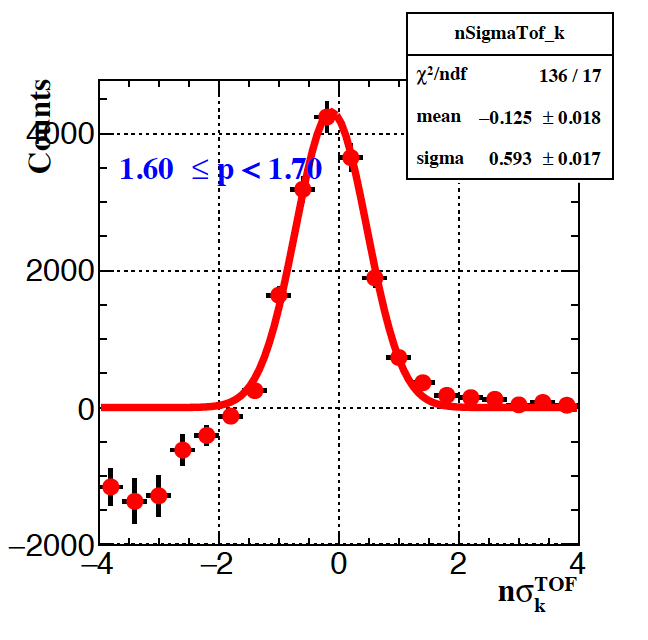 nSigmaTof_k
χ²/ndf 136 / 17
mean −0.125 ± 0.018
sigma 0.593 ± 0.017
Counts
1.60 ≤ p < 1.70
4000
2000
0
−2000
−4 −2 0 2 4
nσ_k^TOF